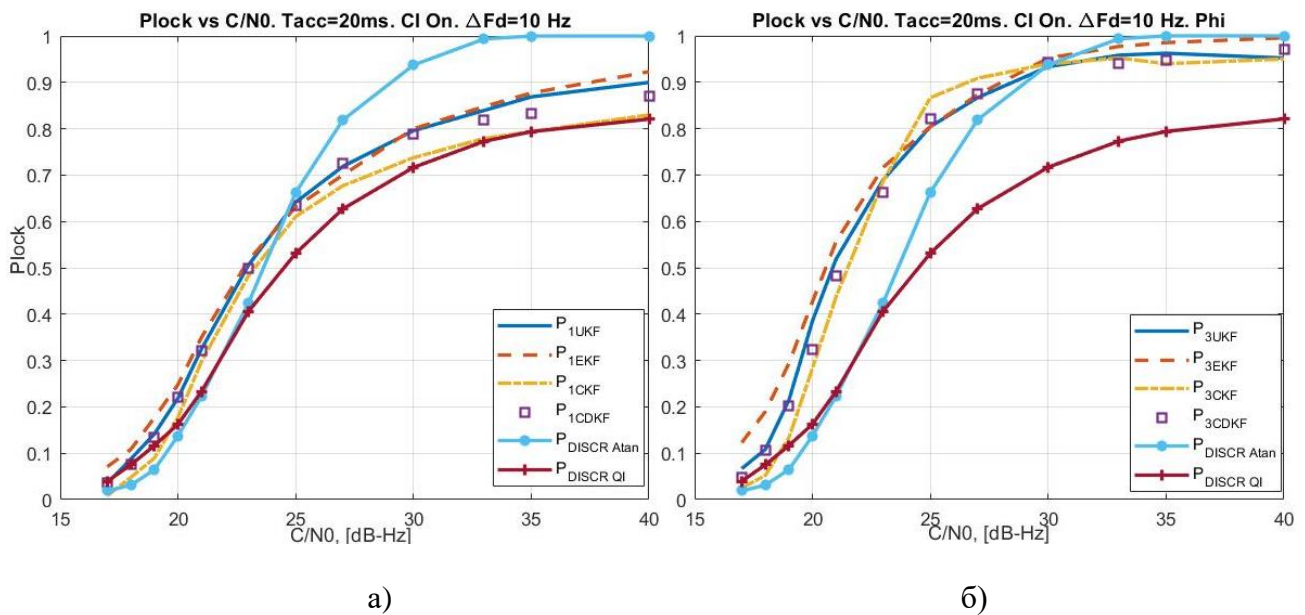 Plock vs C/N0. Tacc=20ms. Cl On. △Fd=10 Hz
1
0.9
0.8
0.7
0.6
0.5
0.4
0.3
0.2
0.1
0
Plock
15
20
25
30
35
40
C/N0, [dB-Hz]
P1UKF
P1EKF
P1CKF
P1CDKF
PDISCR Atan
PDISCR QI
а)
Plock vs C/N0. Tacc=20ms. Cl On. △Fd=10 Hz. Phi
1
0.9
0.8
0.7
0.6
0.5
0.4
0.3
0.2
0.1
0
15
20
25
30
35
40
C/N0, [dB-Hz]
P3UKF
P3EKF
P3CKF
P3CDKF
PDISCR Atan
PDISCR QI
б)